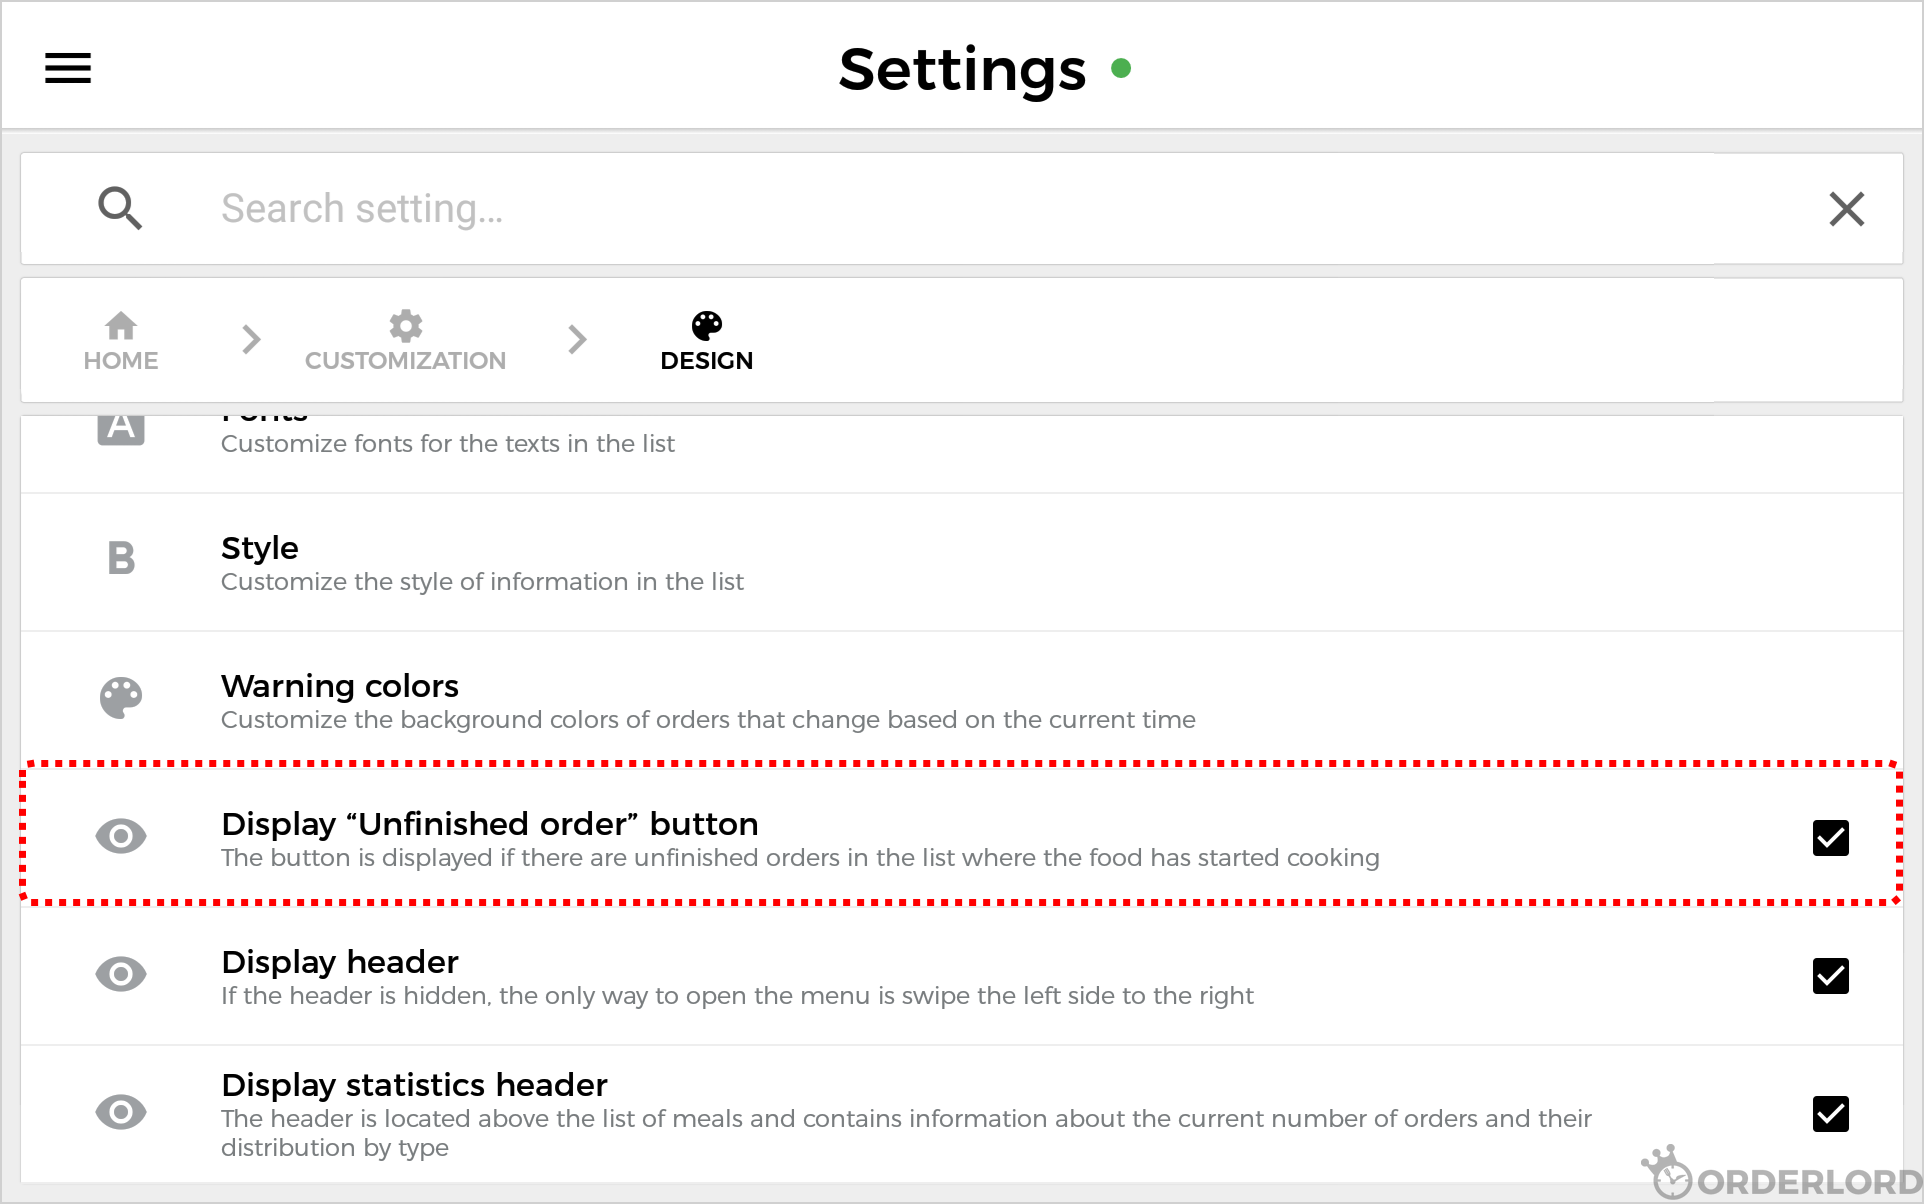 Settings
Search setting...
HOME
CUSTOMIZATION
DESIGN
Fonts
Customize fonts for the texts in the list
Style
Customize the style of information in the list
Warning colors
Customize the background colors of orders that change based on the current time
Display “Unfinished order” button
The button is displayed if there are unfinished orders in the list where the food has started cooking
Display header
If the header is hidden, the only way to open the menu is swipe the left side to the right
Display statistics header
The header is located above the list of meals and contains information about the current number of orders and their
distribution by type
ORDERLORD